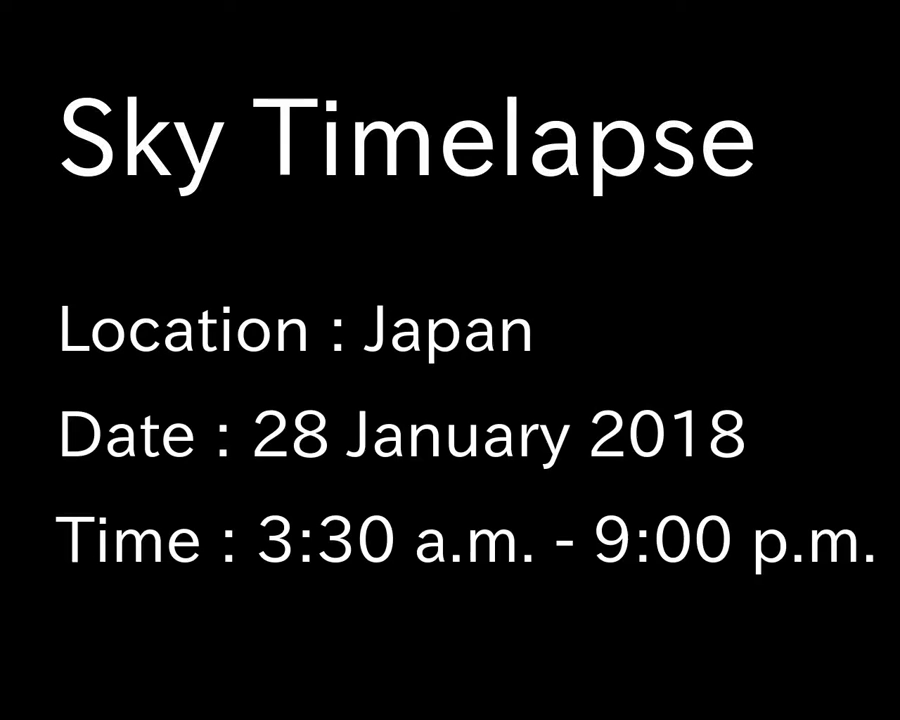 Sky Timelapse
Location : Japan
Date : 28 January 2018
Time : 3:30 a.m. - 9:00 p.m.